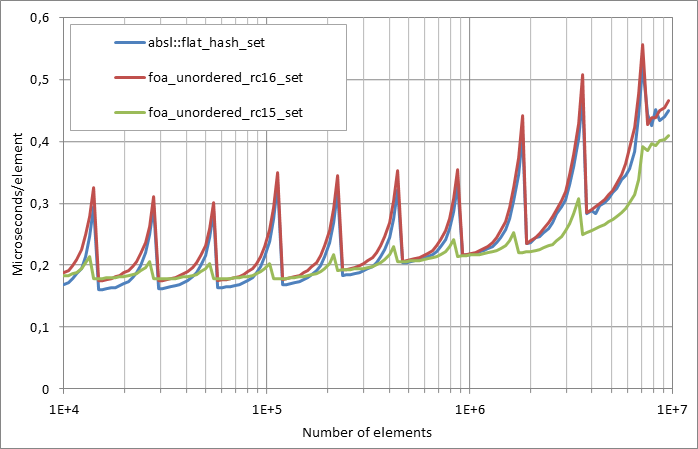 0,6
absl::flat_hash_set
0,5
foa_unordered_rc16_set
foa_unordered_rc15_set
0,4
Microseconds/element
0,3
0,2
0,1
0
1E+4
1E+5
1E+6
1E+7
Number of elements